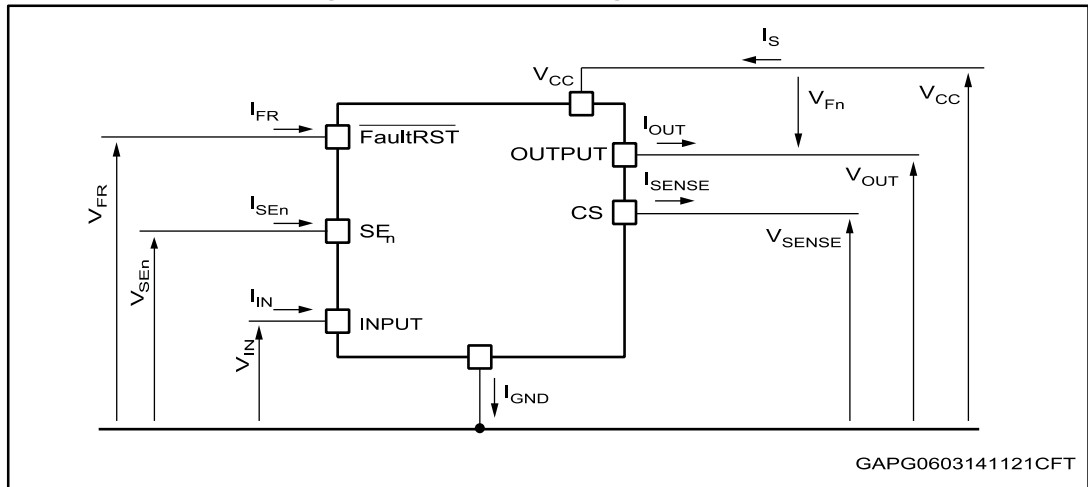 I_S
V_CC
V_Fn
V_CC
I_FR
FaultRST
I_OUT
OUTPUT
V_OUT
I_SENSE
CS
V_SENSE
V_FR
I_SEn
SE_n
V_SEn
I_IN
INPUT
V_IN
I_GND
GAPG0603141121CFT